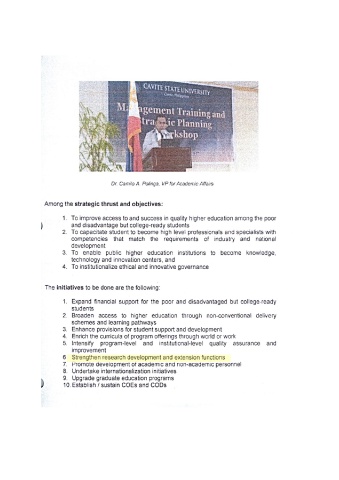 CAVITE STATE UNIVERSITY
Management Training and
Strategic Planning
Workshop
Dr. Camilo A. Polinga, VP for Academic Affairs
Among the strategic thrust and objectives:
1. To improve access to and success in quality higher education among the poor
and disadvantage but college-ready students
2. To capacitate student to become high level professionals and specialists with
competencies that match the requirements of industry and national
development
3. To enable public higher education institutions to become knowledge,
technology and innovation centers, and
4. To institutionalize ethical and innovative governance
The initiatives to be done are the following:
1. Expand financial support for the poor and disadvantaged but college-ready
students
2. Broaden access to higher education through non-conventional delivery
schemes and learning pathways
3. Enhance provisions for student support and development
4. Enrich the curricula of program offerings through world or work
5. Intensify program-level and institutional-level quality assurance and
improvement
6. Strengthen research development and extension functions
7. Promote development of academic and non-academic personnel
8. Undertake internationalization initiatives
9. Upgrade graduate education programs
10. Establish / sustain COEs and CODs